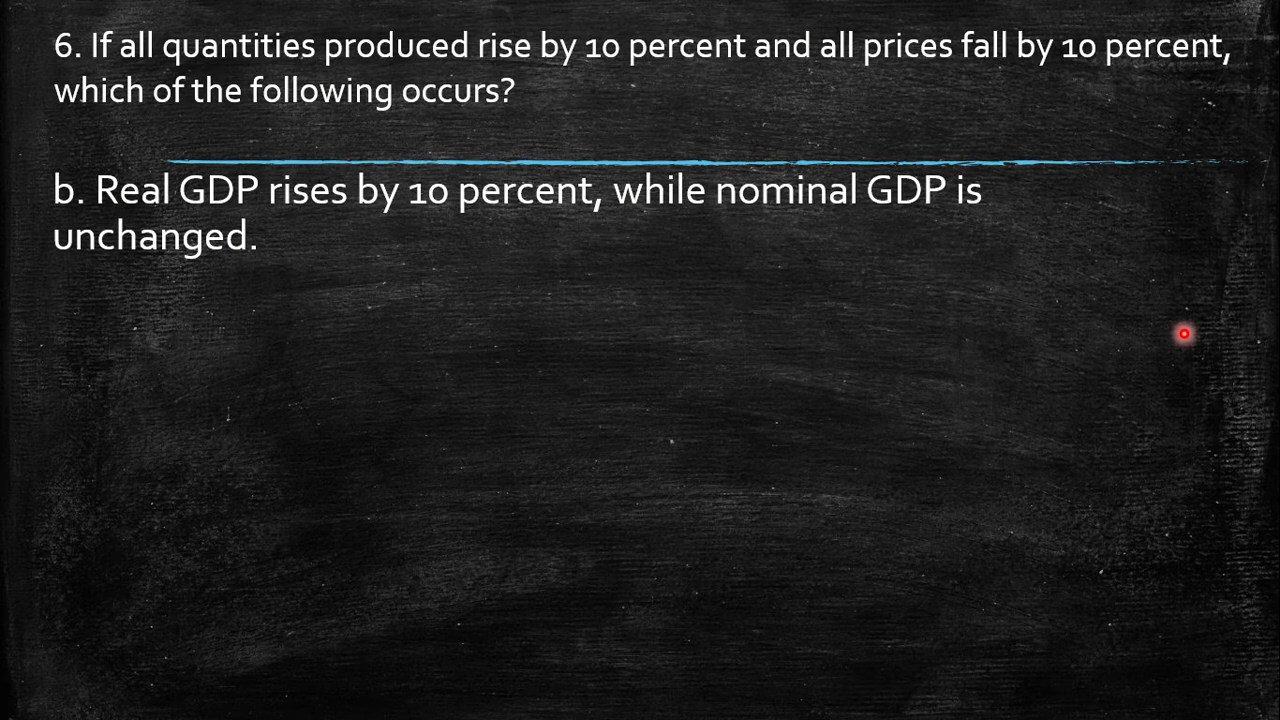 6. If all quantities produced rise by 10 percent and all prices fall by 10 percent,
which of the following occurs?
b. Real GDP rises by 10 percent, while nominal GDP is
unchanged.